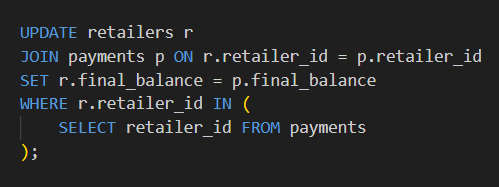 UPDATE retailers r
JOIN payments p ON r.retailer_id = p.retailer_id
SET r.final_balance = p.final_balance
WHERE r.retailer_id IN (
    SELECT retailer_id FROM payments
);